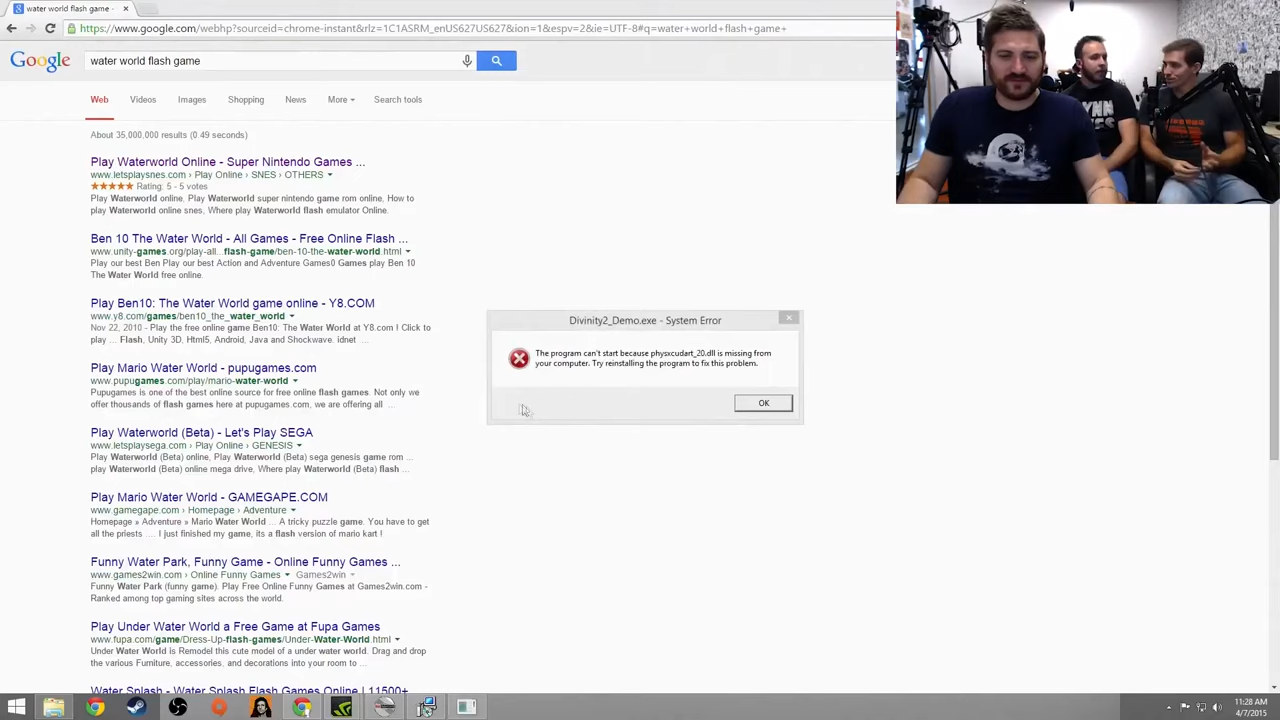 water world flash game
https://www.google.com/webhp?sourceid=chrome-instant&rlz=1C1ASRM_enUS627US627&ion=1&espv=2&ie=UTF-8#q=water+world+flash+game+
Google
water world flash game
Web Videos Images Shopping News More Search tools
About 35,000,000 results (0.49 seconds)
Play Waterworld Online - Super Nintendo Games ...
www.letsplaysnes.com › Play Online › SNES › OTHERS
Rating: 5 - 5 votes
Play Waterworld online. Play Waterworld super nintendo game rom online, How to
play Waterworld online snes, Where play Waterworld flash emulator Online.
Ben 10 The Water World - All Games - Free Online Flash ...
www.unity-games.org/play-all...flash-game/ben-10-the-water-world.html
Play our best Ben Play our best Action and Adventure Games0 Games play Ben 10
The Water World free online.
Play Ben10: The Water World game online - Y8.COM
www.y8.com/games/ben10_the_water_world
Nov 22, 2010 - Play the free online game Ben10: The Water World at Y8.com ! Click to
play ... Flash, Unity 3D, Html5, Android, Java and Shockwave. idnet
Play Mario Water World - pupugames.com
www.pupugames.com/play/mario-water-world
Pupugames is one of the best online source for free online flash games. Not only we
offer thousands of flash games here at pupugames.com, we are offering all ...
Play Waterworld (Beta) - Let's Play SEGA
www.letsplaysega.com › Play Online › GENESIS
Play Waterworld (Beta) online, Play Waterworld (Beta) sega genesis game rom ...
play Waterworld (Beta) online mega drive, Where play Waterworld (Beta) flash ...
Play Mario Water World - GAMEGAPE.COM
www.gamegape.com › Homepage › Adventure
Homepage » Adventure » Mario Water World ... A tricky puzzle game. You have to get
all the priests .... I just finished my game, its a flash version of mario kart !
Funny Water Park, Funny Game - Online Funny Games ...
www.games2win.com › Online Funny Games Games2win
Funny Water Park (funny game). Play Free Online Funny Games at Games2win.com -
Ranked among top gaming sites across the world.
Play Under Water World a Free Game at Fupa Games
www.fupa.com/game/Dress-Up-flash-games/Under-Water-World.html
Under Water World is Remodel this cute model of a under water world. Drag and drop
the various Furniture, accessories, and decorations into your room to ...
Water Splash - Water Splash Flash Games Online | 11500+
Divinity2_Demo.exe - System Error
The program can't start because physxcudart_20.dll is missing from
your computer. Try reinstalling the program to fix this problem.
OK
11:28 AM
4/7/2015